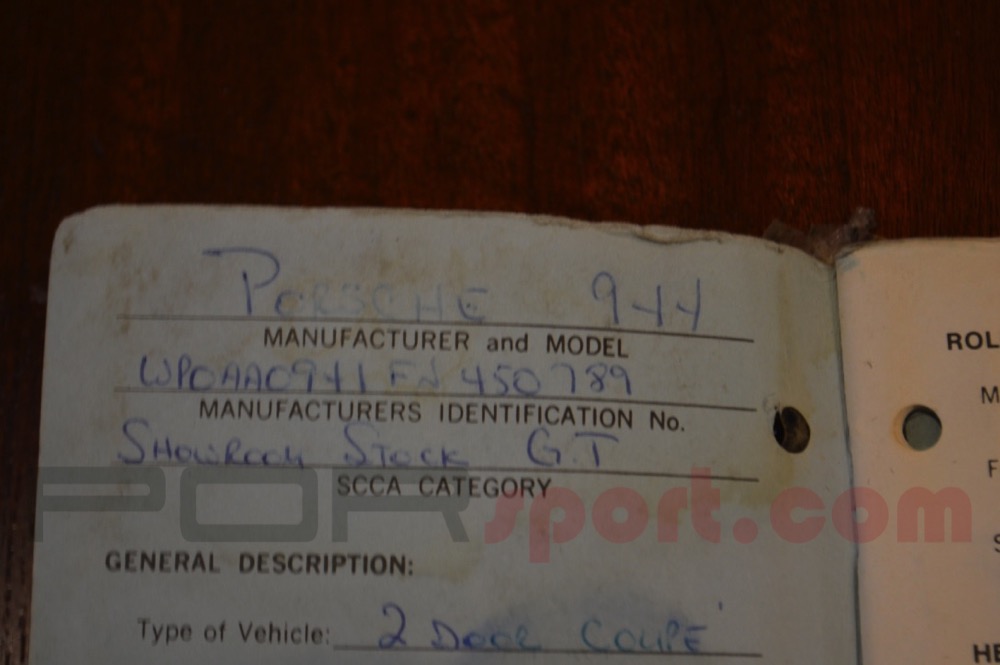 PORSCHE 944
MANUFACTURER and MODEL
WP0AA0941FN450789
MANUFACTURERS IDENTIFICATION No.
SHOWROOM STOCK G.T
SCCA CATEGORY
PORsport.com
GENERAL DESCRIPTION:
Type of Vehicle: 2 DOOR COUPE
ROL
M
F
S
HE